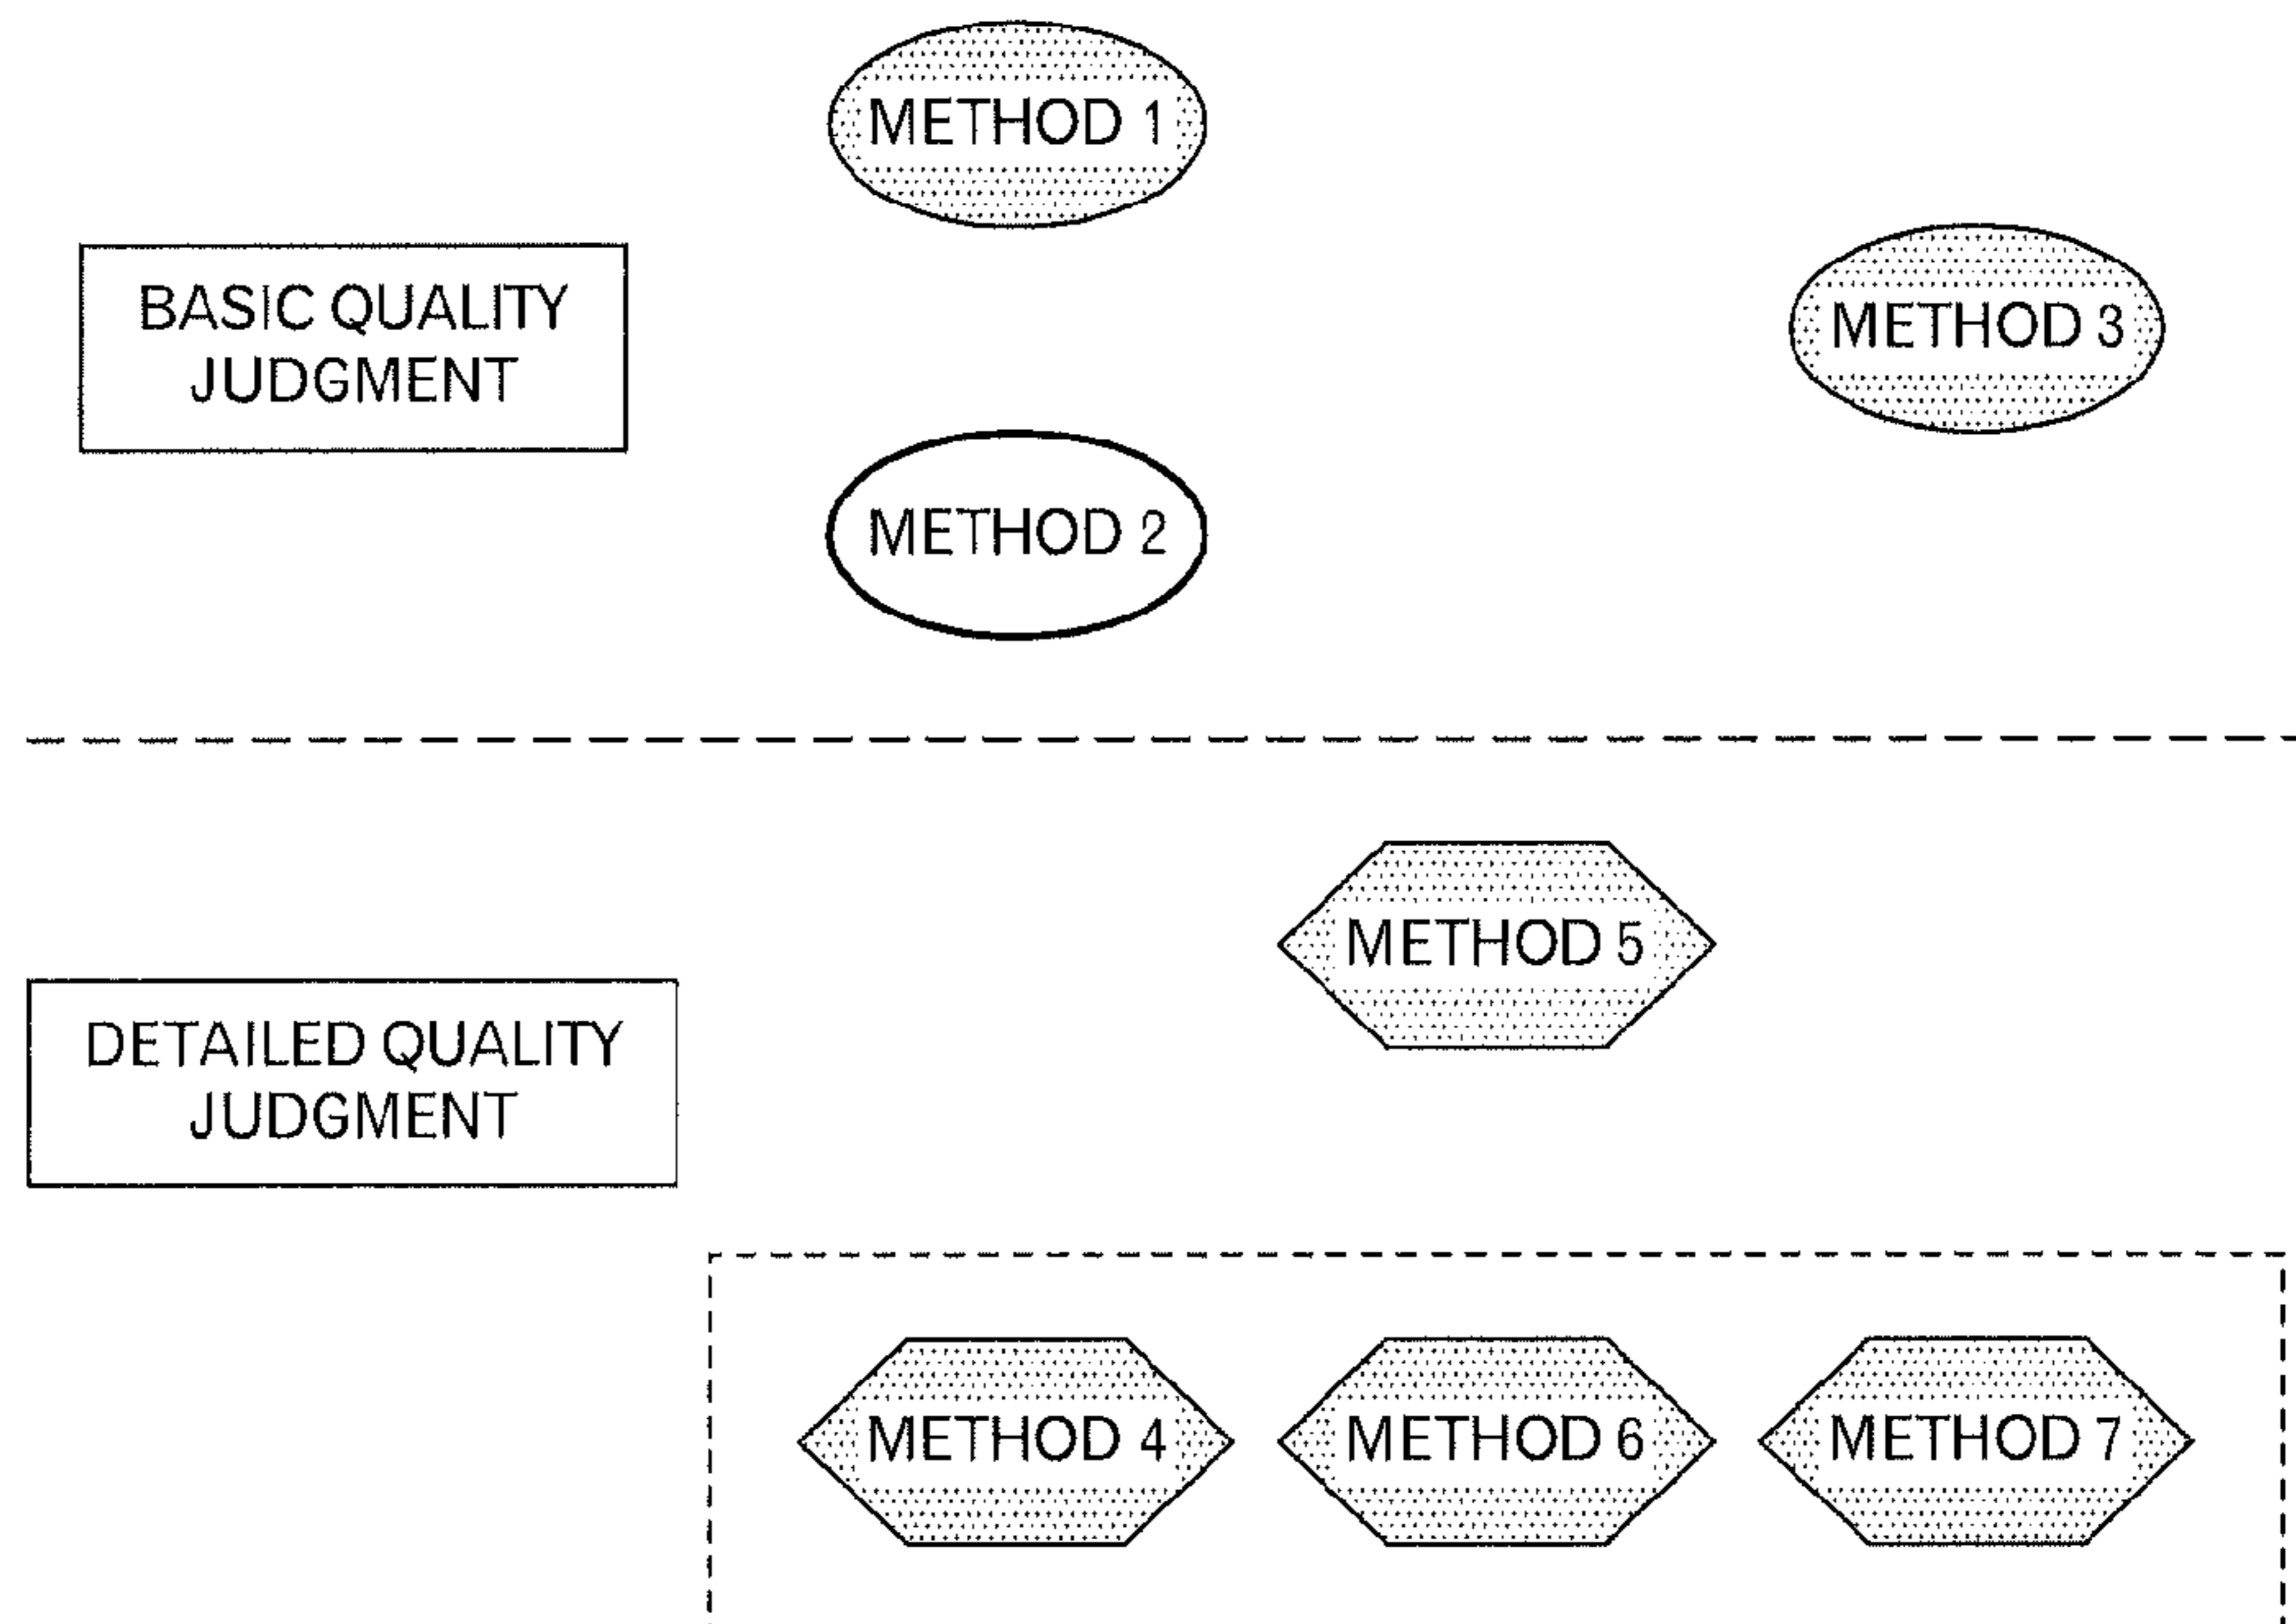 METHOD 1
BASIC QUALITY
JUDGMENT
METHOD 3
METHOD 2
METHOD 5
DETAILED QUALITY
JUDGMENT
METHOD 4
METHOD 6
METHOD 7